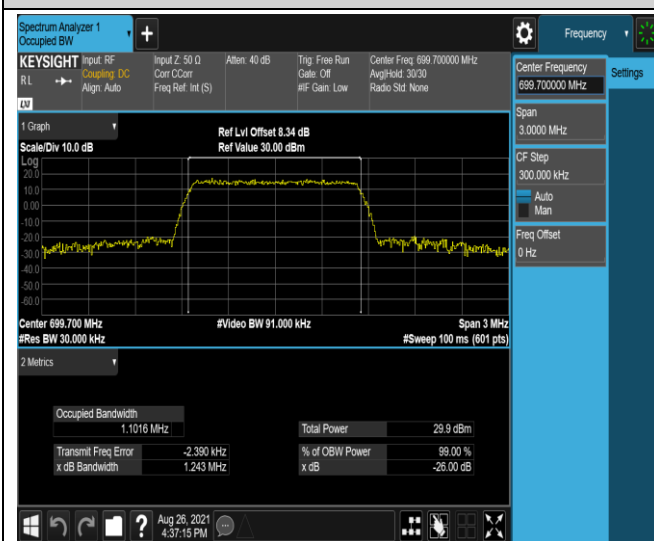 Spectrum Analyzer 1
Occupied BW
+
Frequency
KEYSIGHT
RL
Input: RF
Coupling: DC
Align: Auto
Input Z: 50 Ω
Corr CCorr
Freq Ref: Int (S)
Atten: 40 dB
Trig: Free Run
Gate: Off
#IF Gain: Low
Center Freq: 699.700000 MHz
Avg|Hold: 30/30
Radio Std: None
LXI
Center Frequency
699.700000 MHz
Settings
Span
3.0000 MHz
CF Step
300.000 kHz
Auto
Man
Freq Offset
0 Hz
1 Graph
Scale/Div 10.0 dB
Ref Lvl Offset 8.34 dB
Ref Value 30.00 dBm
Log
20.0
10.0
0.00
-10.0
-20.0
-30.0
-40.0
-50.0
-60.0
Center 699.700 MHz
#Res BW 30.000 kHz
#Video BW 91.000 kHz
Span 3 MHz
#Sweep 100 ms (601 pts)
2 Metrics
Occupied Bandwidth
1.1016 MHz
Transmit Freq Error -2.390 kHz
x dB Bandwidth 1.243 MHz
Total Power 29.9 dBm
% of OBW Power 99.00 %
x dB -26.00 dB
?
Aug 26, 2021
4:37:15 PM